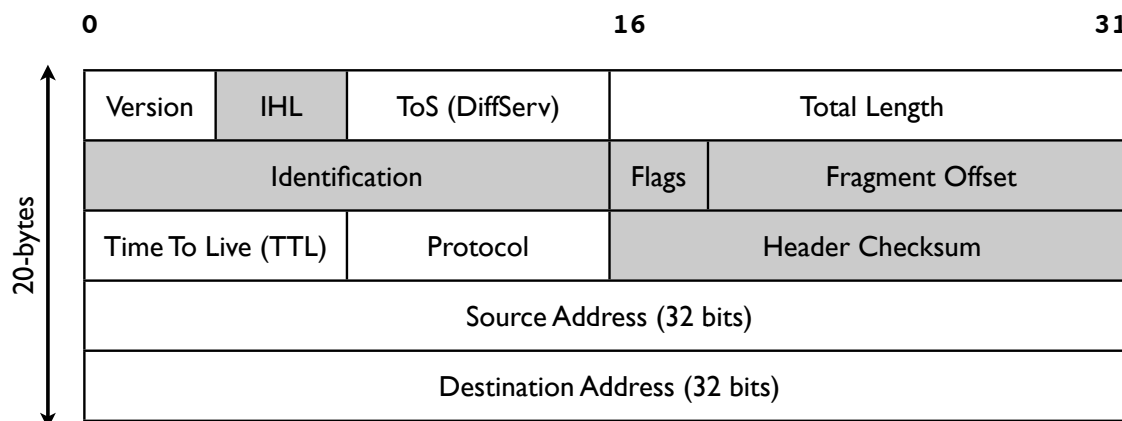 0 16 31
Version IHL ToS (DiffServ) Total Length
Identification Flags Fragment Offset
Time To Live (TTL) Protocol Header Checksum
Source Address (32 bits)
Destination Address (32 bits)
20-bytes